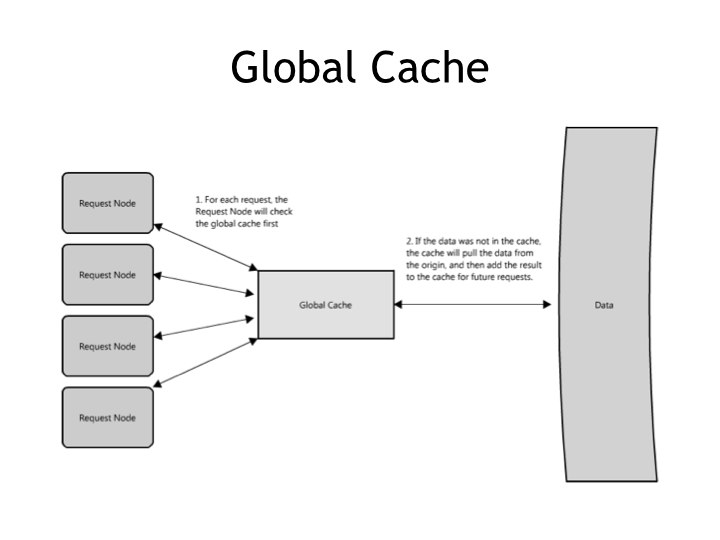 Global Cache
Request Node
1. For each request, the
Request Node will check
the global cache first
2. If the data was not in the cache,
the cache will pull the data from
the origin, and then add the result
to the cache for future requests.
Request Node
Global Cache
Data
Request Node
Request Node